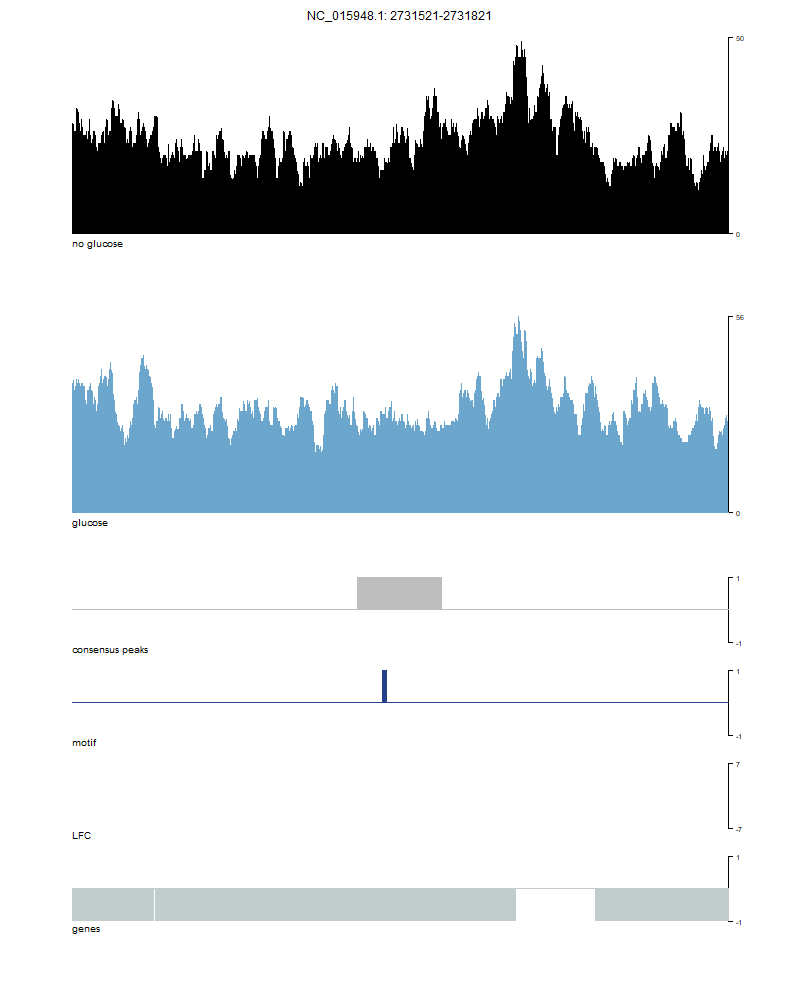 NC_015948.1: 2731521-2731821
50
0
no glucose
56
0
glucose
1
-1
consensus peaks
1
-1
motif
7
-7
LFC
1
-1
genes